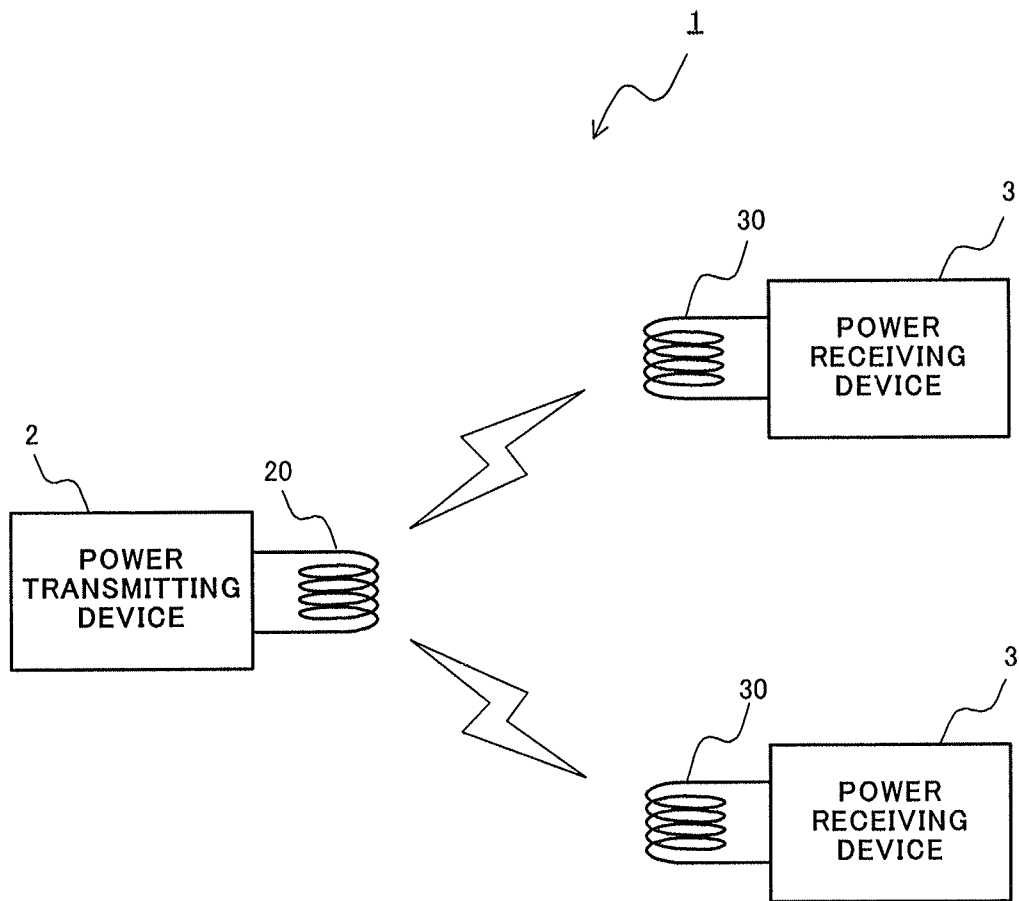 1
3
30
POWER
RECEIVING
DEVICE
2
20
POWER
TRANSMITTING
DEVICE
3
30
POWER
RECEIVING
DEVICE